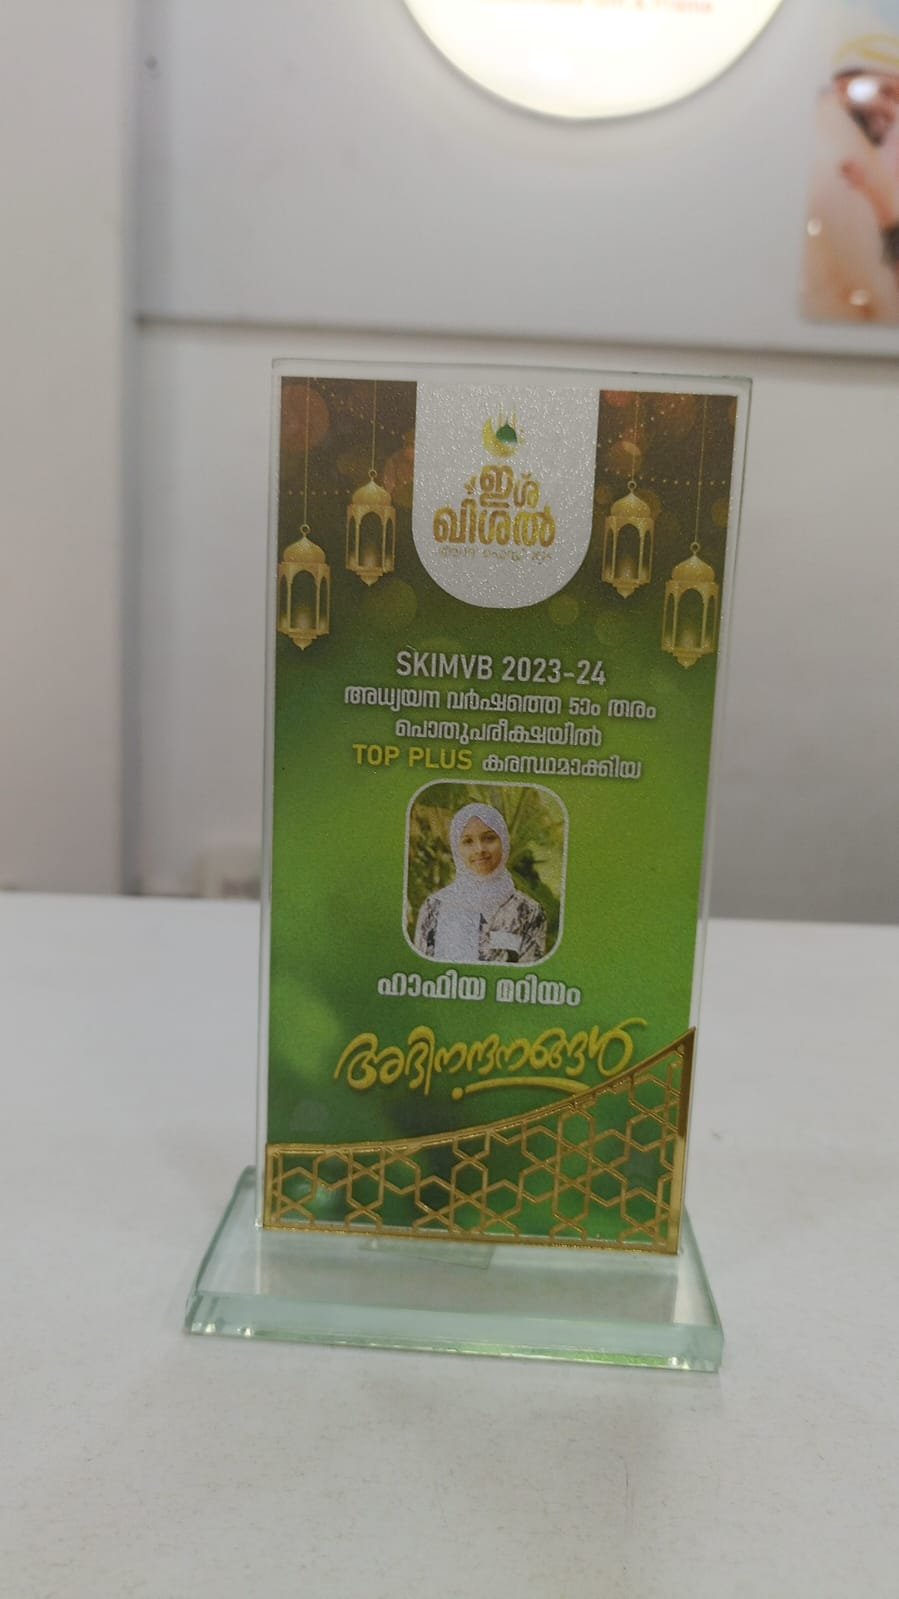 ഇശൽ
ഖിശൽ
SKIMVB 2023-24
അധ്യയന വർഷത്തെ 5ാം തരം
പൊതുപരീക്ഷയിൽ
TOP PLUS കരസ്ഥമാക്കിയ
ഹാഫിയ മറിയം
അഭിനന്ദനങ്ങൾ